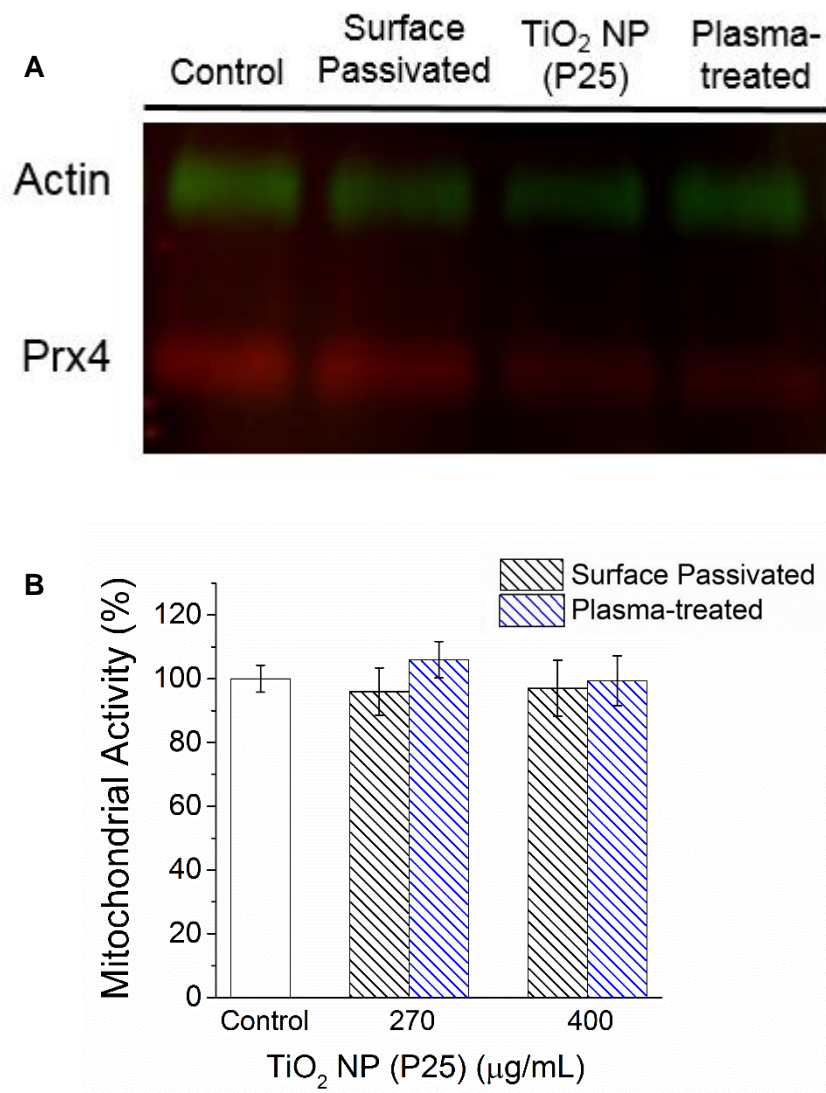 A
Control
Surface
Passivated
TiO₂ NP
(P25)
Plasma-
treated
Actin
Prx4
B
Surface Passivated
Plasma-treated
Mitochondrial Activity (%)
120
100
80
60
40
20
0
Control 270 400
TiO₂ NP (P25) (μg/mL)